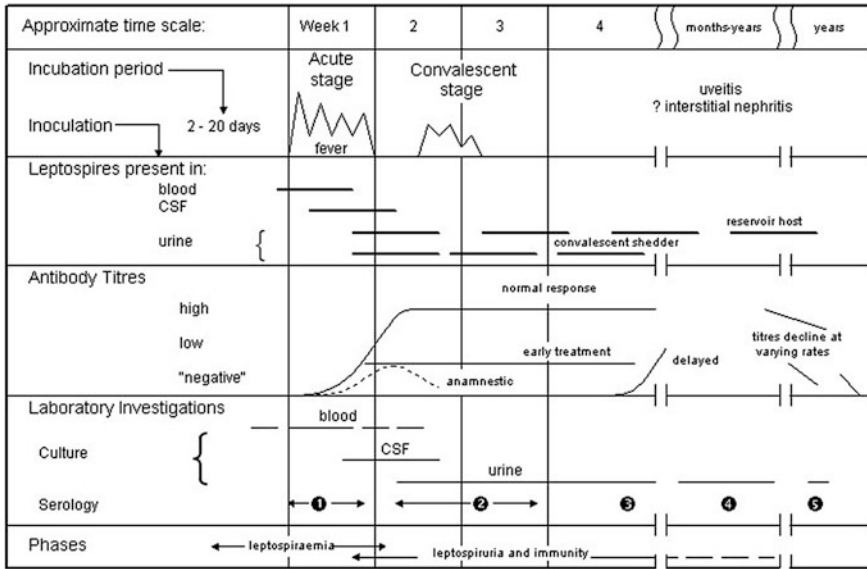 Approximate time scale: Week 1 2 3 4 months-years years
Incubation period
Acute stage
Convalescent stage
Inoculation 2 - 20 days
fever
uveitis
? interstitial nephritis
Leptospires present in:
blood
CSF
urine {
reservoir host
convalescent shedder
Antibody Titres
normal response
high
low
"negative"
early treatment
anamnestic
delayed
titres decline at
varying rates
Laboratory Investigations
blood
Culture {
CSF
urine
Serology ❶ ❷ ❸ ❹ ❺
Phases
leptospiraemia
leptospiruria and immunity